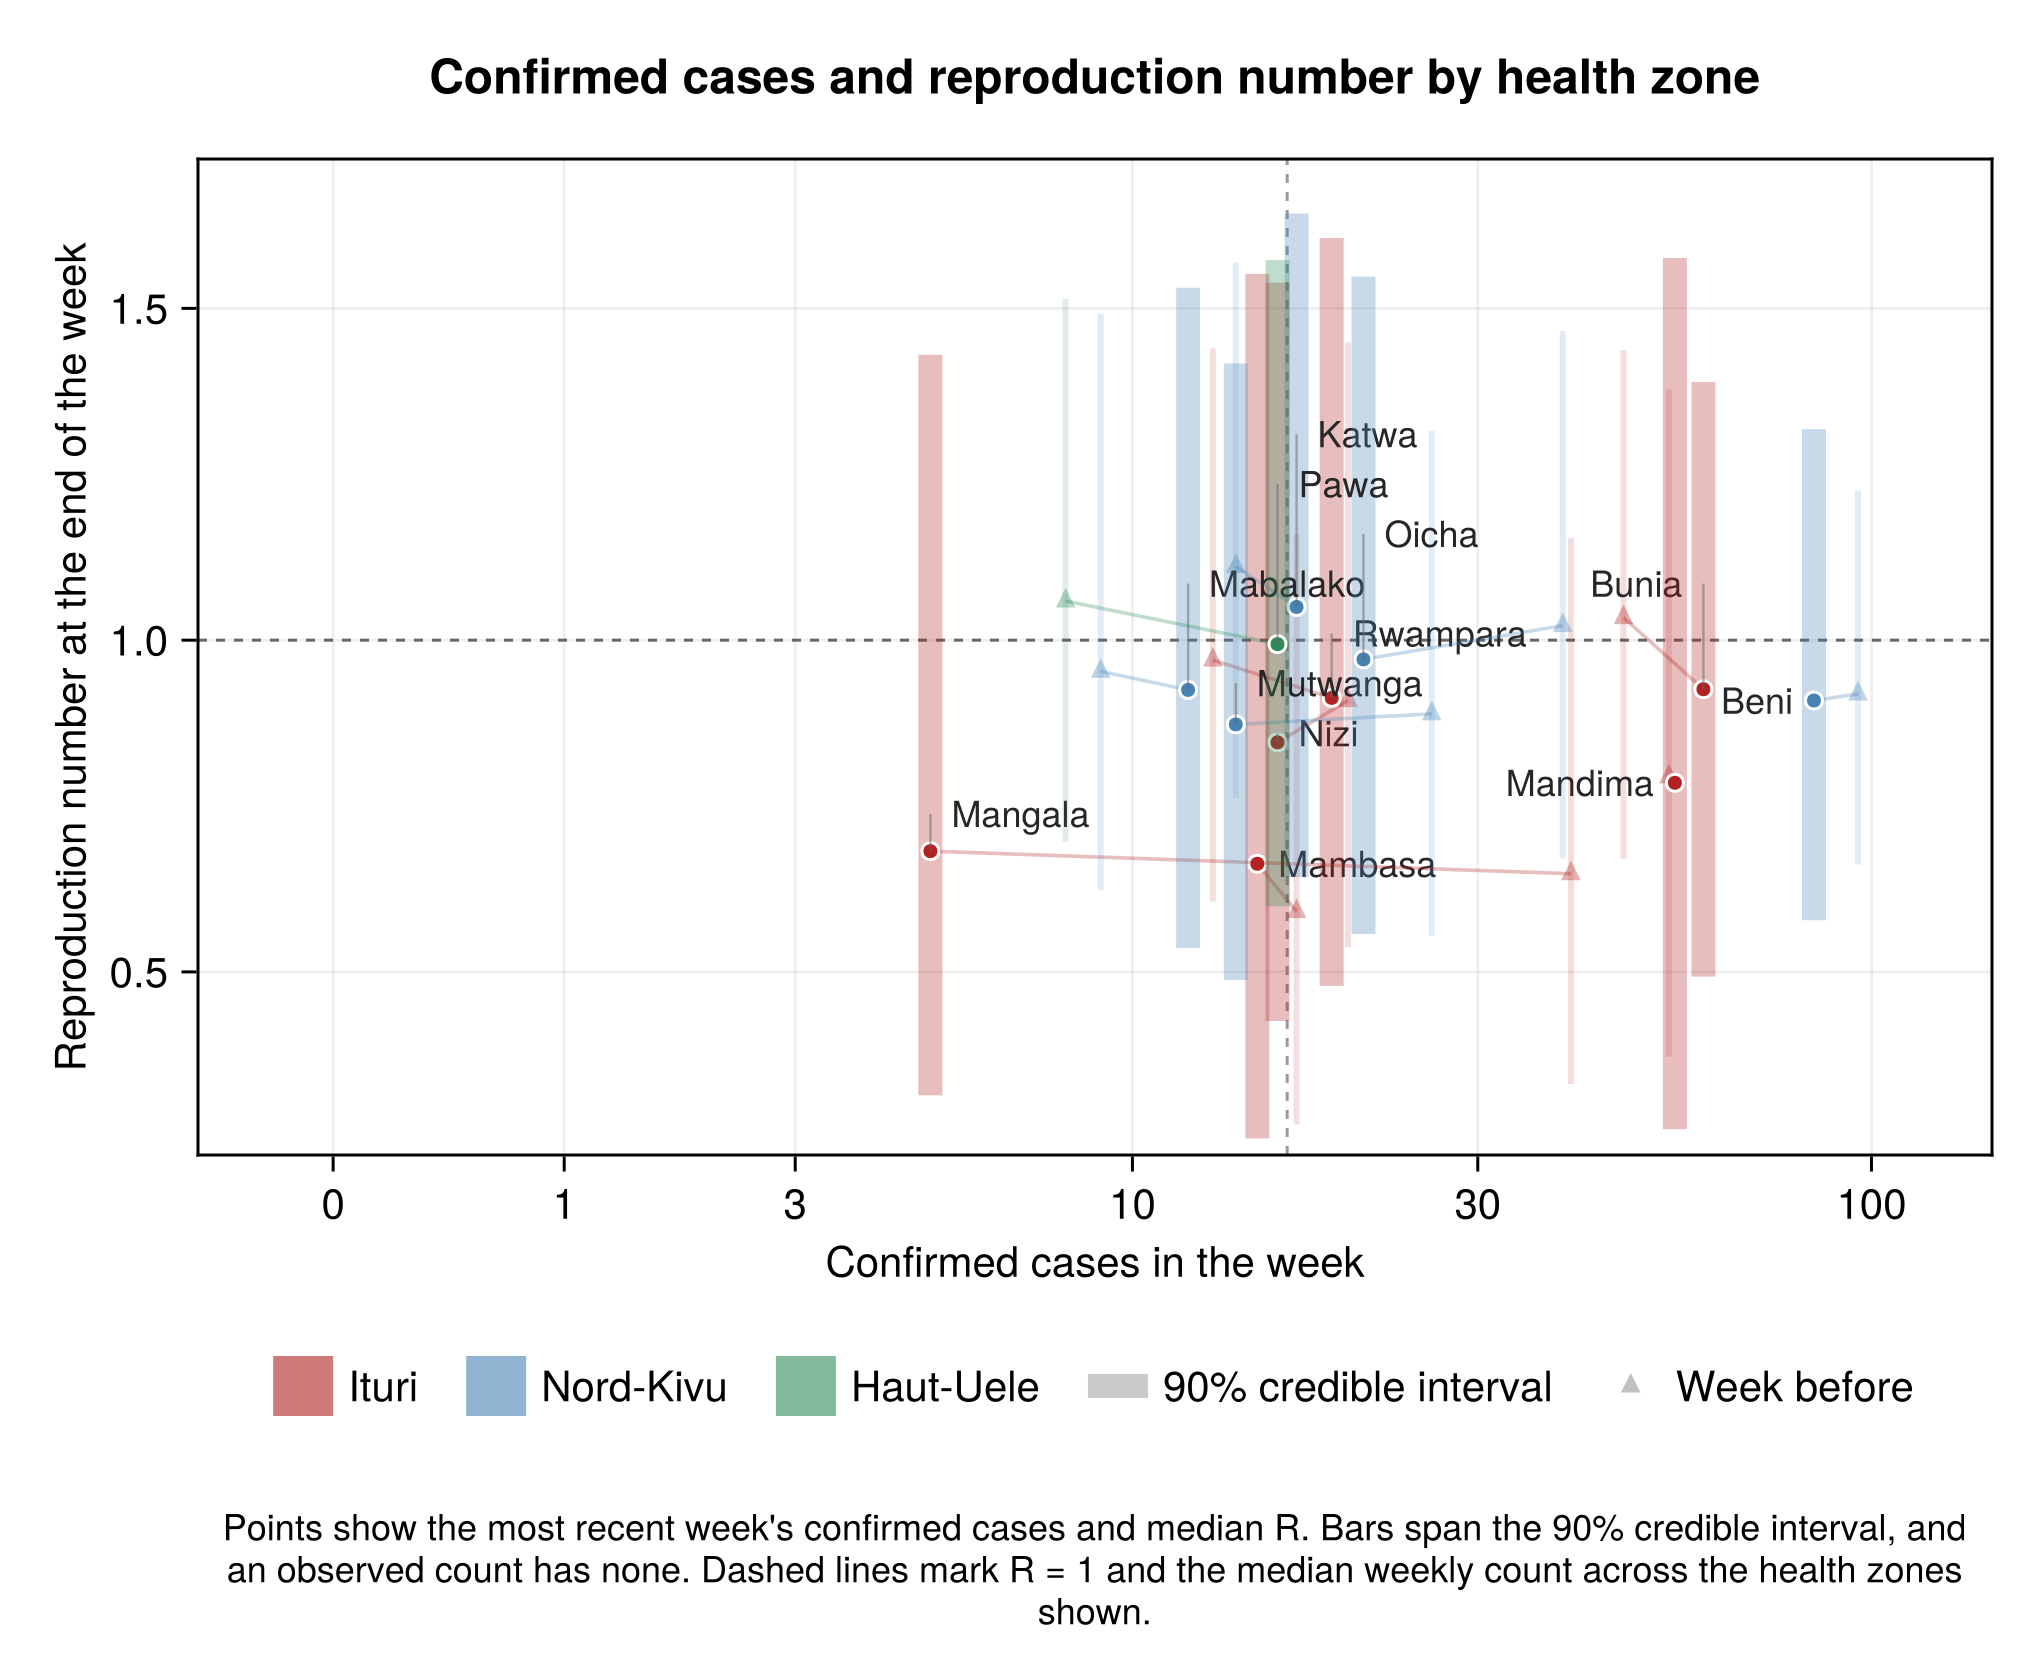 Confirmed cases and reproduction number by health zone
Reproduction number at the end of the week
1.5
1.0
0.5
Katwa
Pawa
Oicha
Mabalako
Bunia
Rwampara
Mutwanga
Beni
Nizi
Mandima
Mangala
Mambasa
0 1 3 10 30 100
Confirmed cases in the week
Ituri Nord-Kivu Haut-Uele 90% credible interval Week before
Points show the most recent week's confirmed cases and median R. Bars span the 90% credible interval, and
an observed count has none. Dashed lines mark R = 1 and the median weekly count across the health zones
shown.